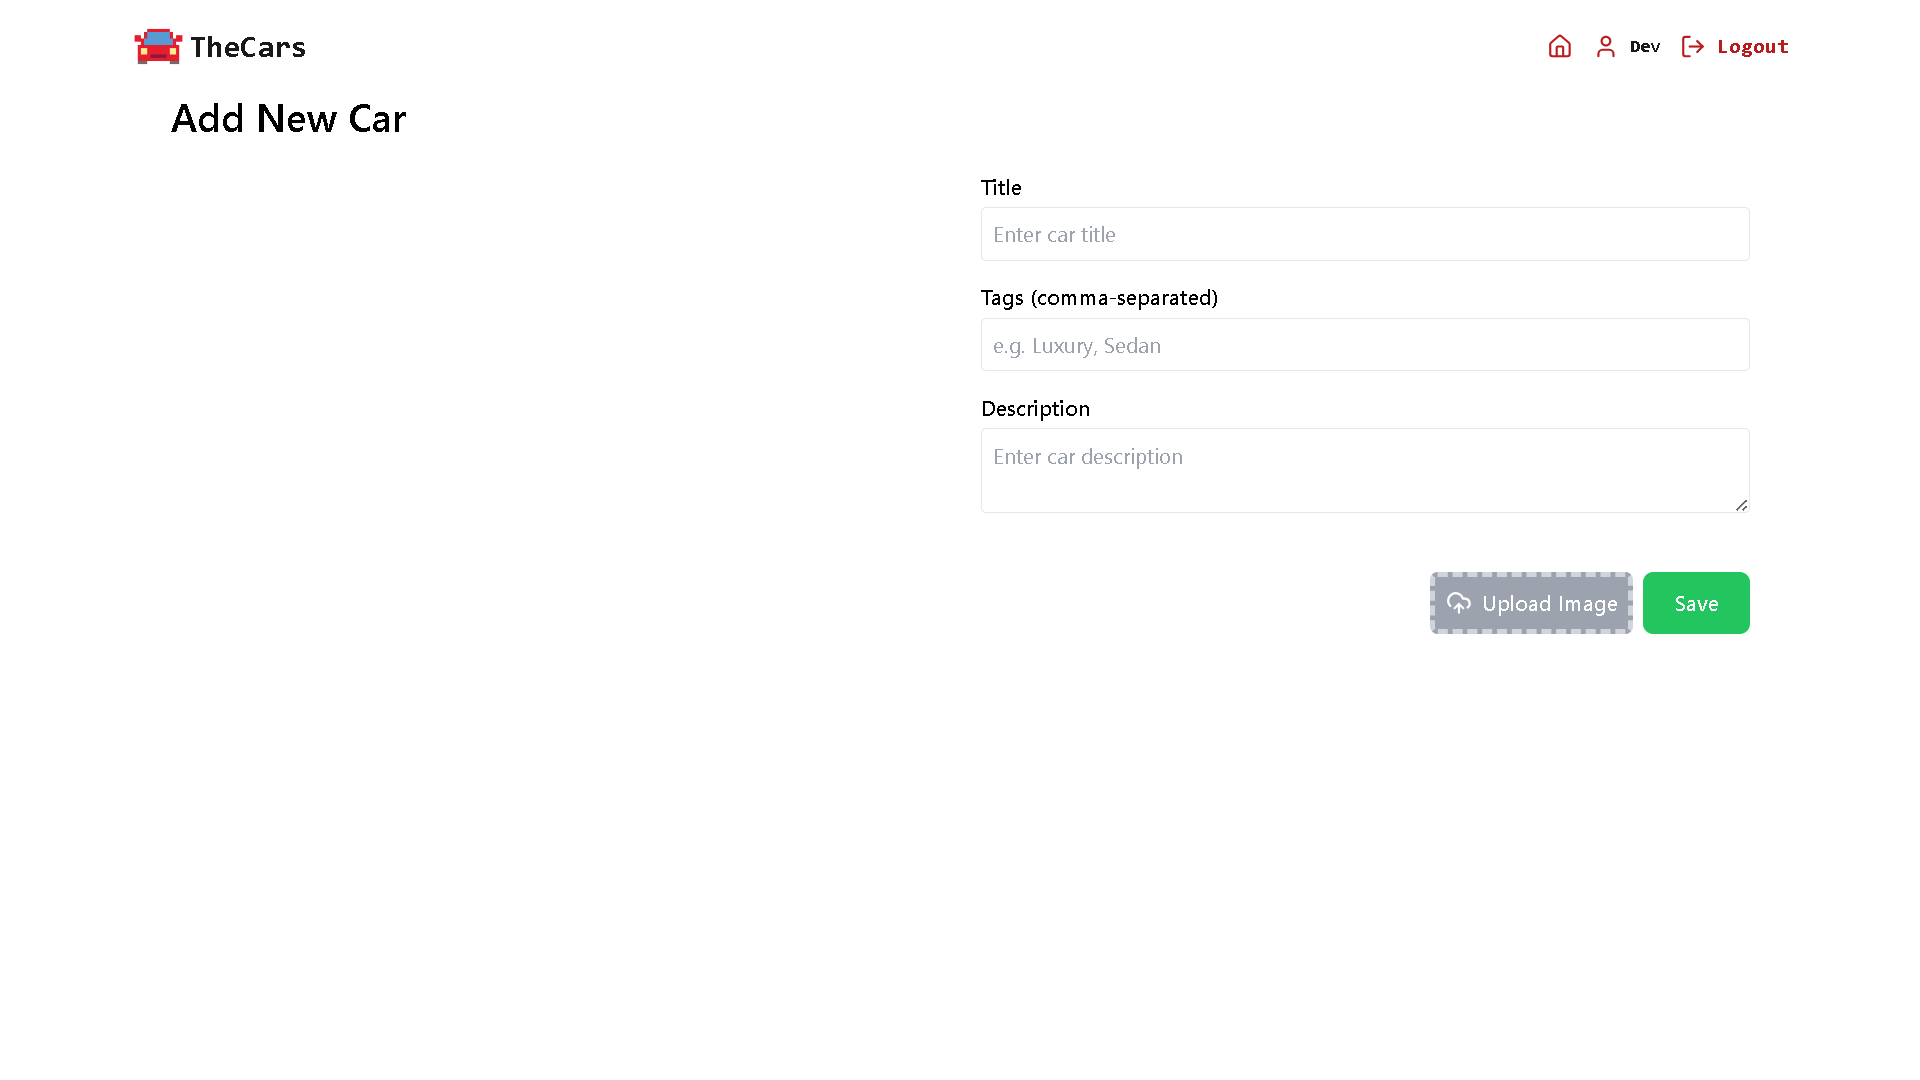 TheCars
Dev
Logout
Add New Car
Title
Enter car title
Tags (comma-separated)
e.g. Luxury, Sedan
Description
Enter car description
Upload Image
Save